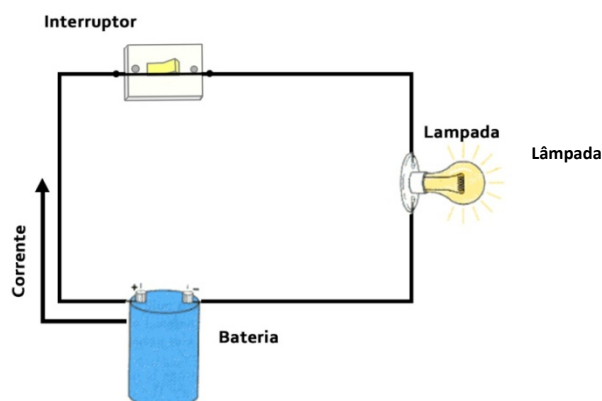 Interruptor
Lampada
Lâmpada
Corrente
+
-
Bateria